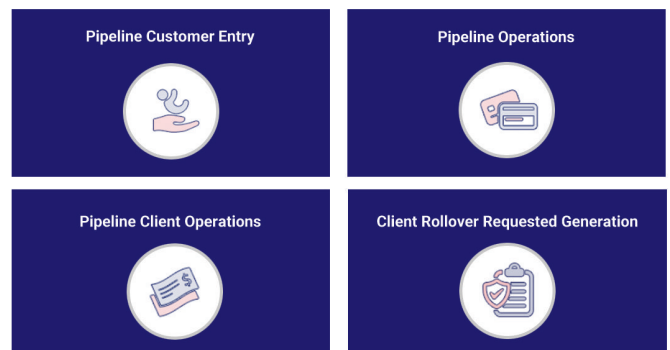 Pipeline Customer Entry
Pipeline Operations
Pipeline Client Operations
Client Rollover Requested Generation
$